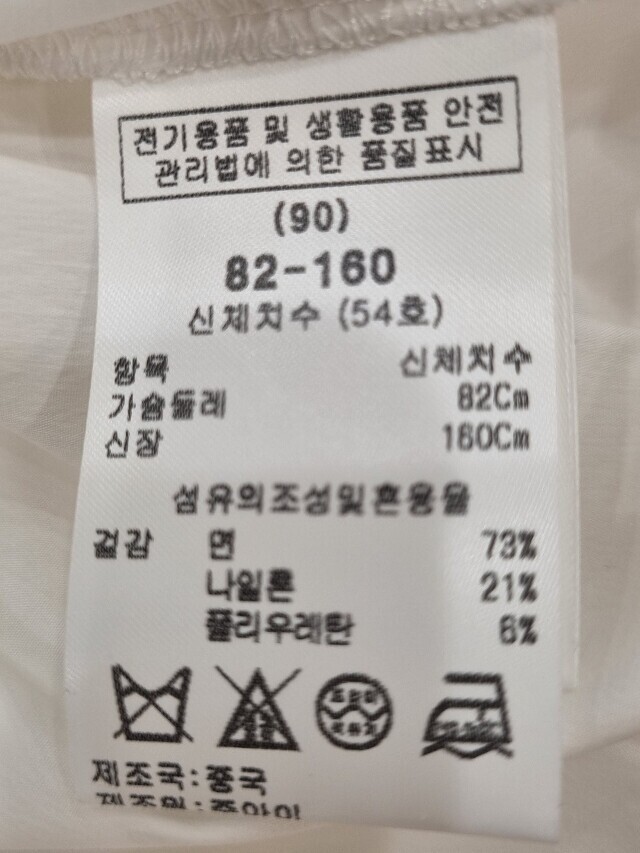 전기용품 및 생활용품 안전
관리법에 의한 품질표시
(90)
82-160
신체치수 (54호)
항목 신체치수
가슴둘레 82Cm
신장 160Cm
섬유의조성및혼용율
겉감 면 73%
나일론 21%
폴리우레탄 6%
제조국:중국